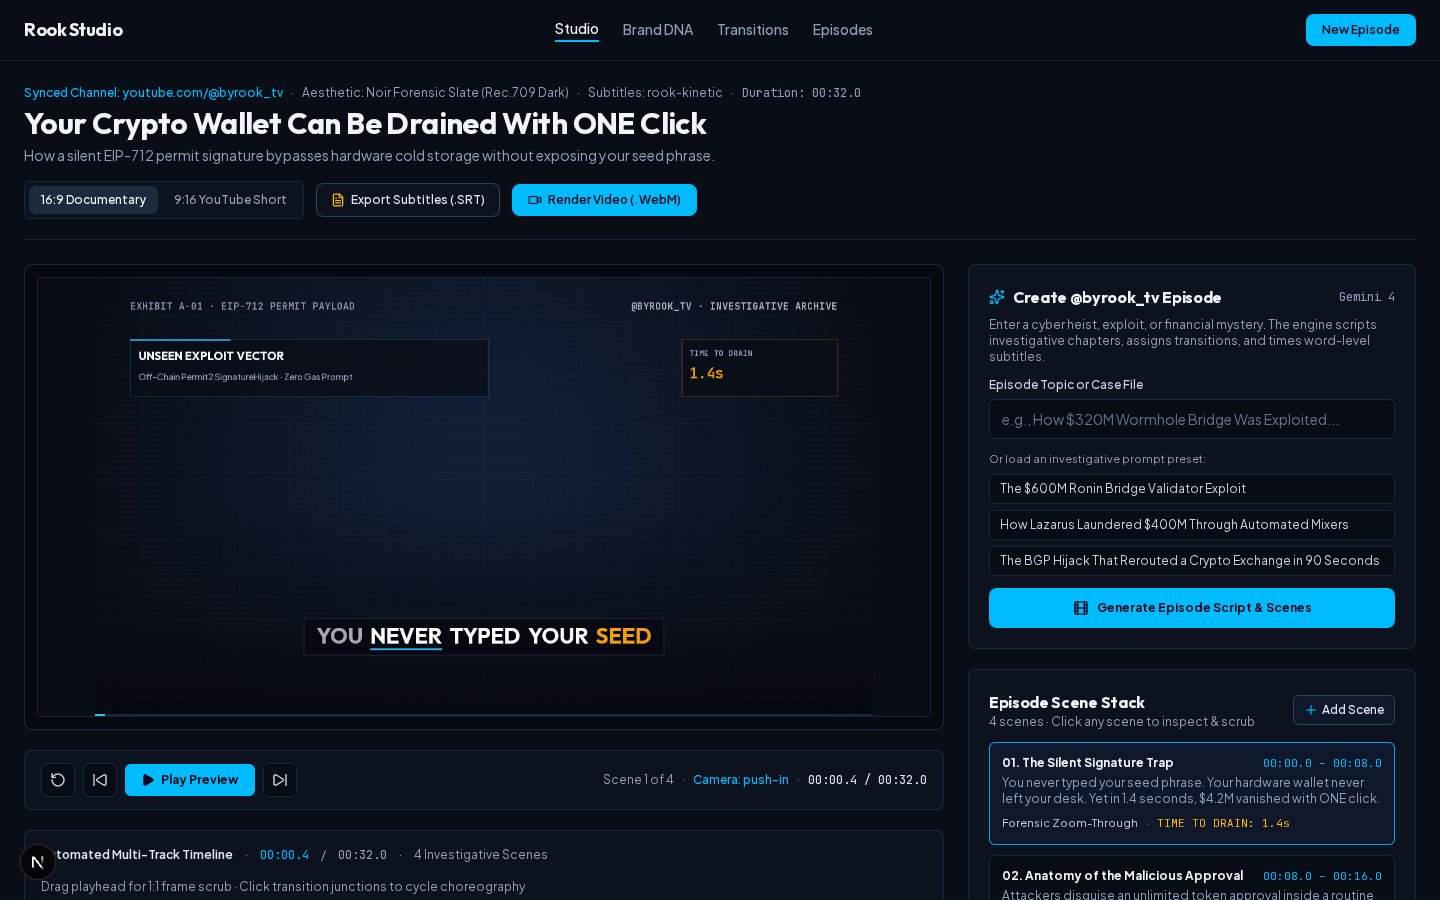 Rook Studio
Studio
Brand DNA
Transitions
Episodes
New Episode
Synced Channel: youtube.com/@byrook_tv · Aesthetic: Noir Forensic Slate (Rec.709 Dark) · Subtitles: rook-kinetic · Duration: 00:32.0
Your Crypto Wallet Can Be Drained With ONE Click
How a silent EIP-712 permit signature bypasses hardware cold storage without exposing your seed phrase.
16:9 Documentary
9:16 YouTube Short
Export Subtitles (.SRT)
Render Video (.WebM)
EXHIBIT A-01 · EIP-712 PERMIT PAYLOAD
@BYROOK_TV · INVESTIGATIVE ARCHIVE
UNSEEN EXPLOIT VECTOR
Off-Chain Permit2 Signature Hijack · Zero Gas Prompt
TIME TO DRAIN
1.4s
YOU NEVER TYPED YOUR SEED
Play Preview
Scene 1 of 4 · Camera: push-in · 00:00.4 / 00:32.0
tomated Multi-Track Timeline · 00:00.4 / 00:32.0 · 4 Investigative Scenes
Drag playhead for 1:1 frame scrub · Click transition junctions to cycle choreography
N
Create @byrook_tv Episode
Gemini 4
Enter a cyber heist, exploit, or financial mystery. The engine scripts
investigative chapters, assigns transitions, and times word-level
subtitles.
Episode Topic or Case File
e.g., How $320M Wormhole Bridge Was Exploited...
Or load an investigative prompt preset:
The $600M Ronin Bridge Validator Exploit
How Lazarus Laundered $400M Through Automated Mixers
The BGP Hijack That Rerouted a Crypto Exchange in 90 Seconds
Generate Episode Script & Scenes
Episode Scene Stack
4 scenes · Click any scene to inspect & scrub
Add Scene
01. The Silent Signature Trap
00:00.0 – 00:08.0
You never typed your seed phrase. Your hardware wallet never
left your desk. Yet in 1.4 seconds, $4.2M vanished with ONE click.
Forensic Zoom-Through · TIME TO DRAIN: 1.4s
02. Anatomy of the Malicious Approval
00:08.0 – 00:16.0
Attackers disguise an unlimited token approval inside a routine